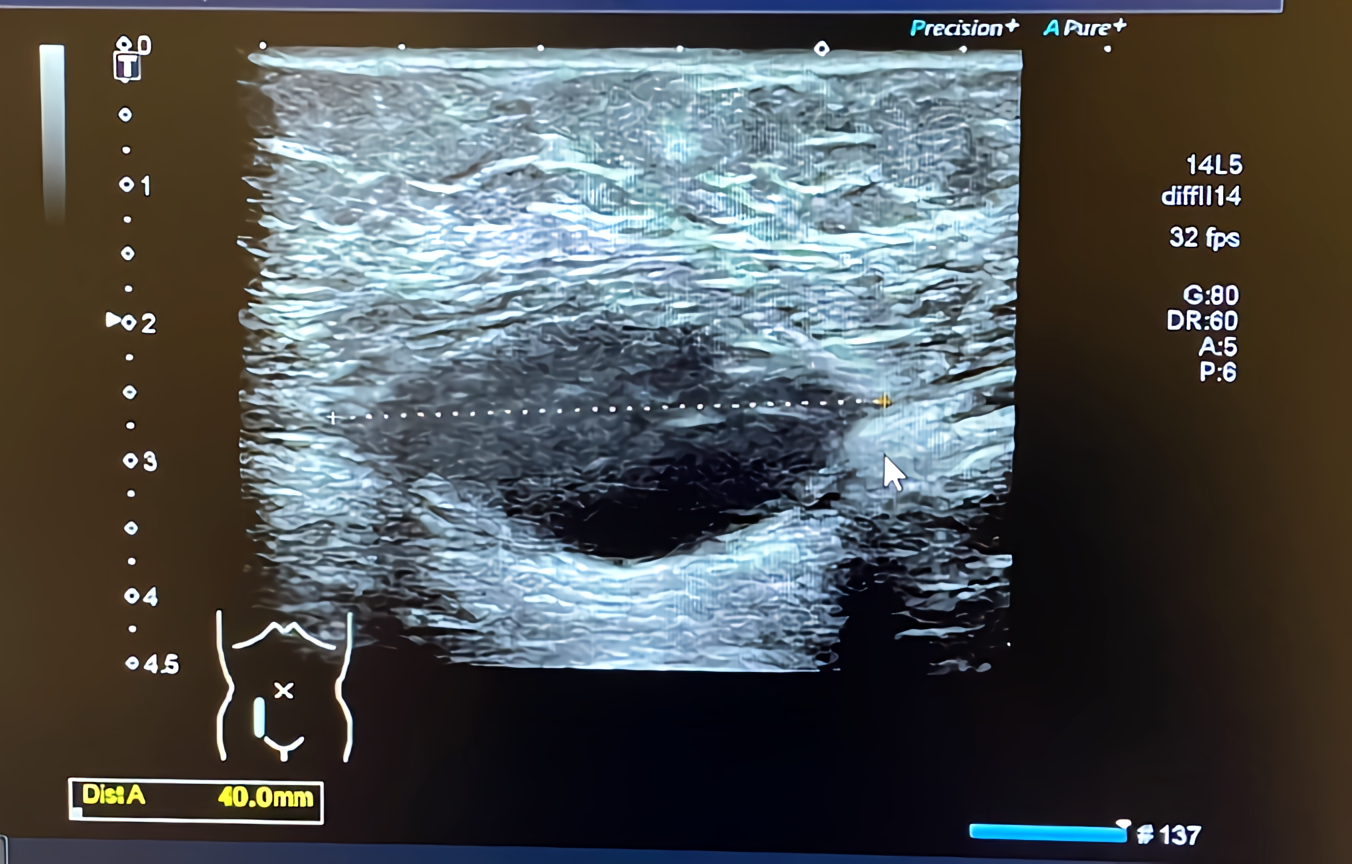 Precision+ A Pure+
0
T
1
2
3
4
4.5
14L5
diffII14
32 fps
G:80
DR:60
A:5
P:6
Dist A 40.0mm
# 137